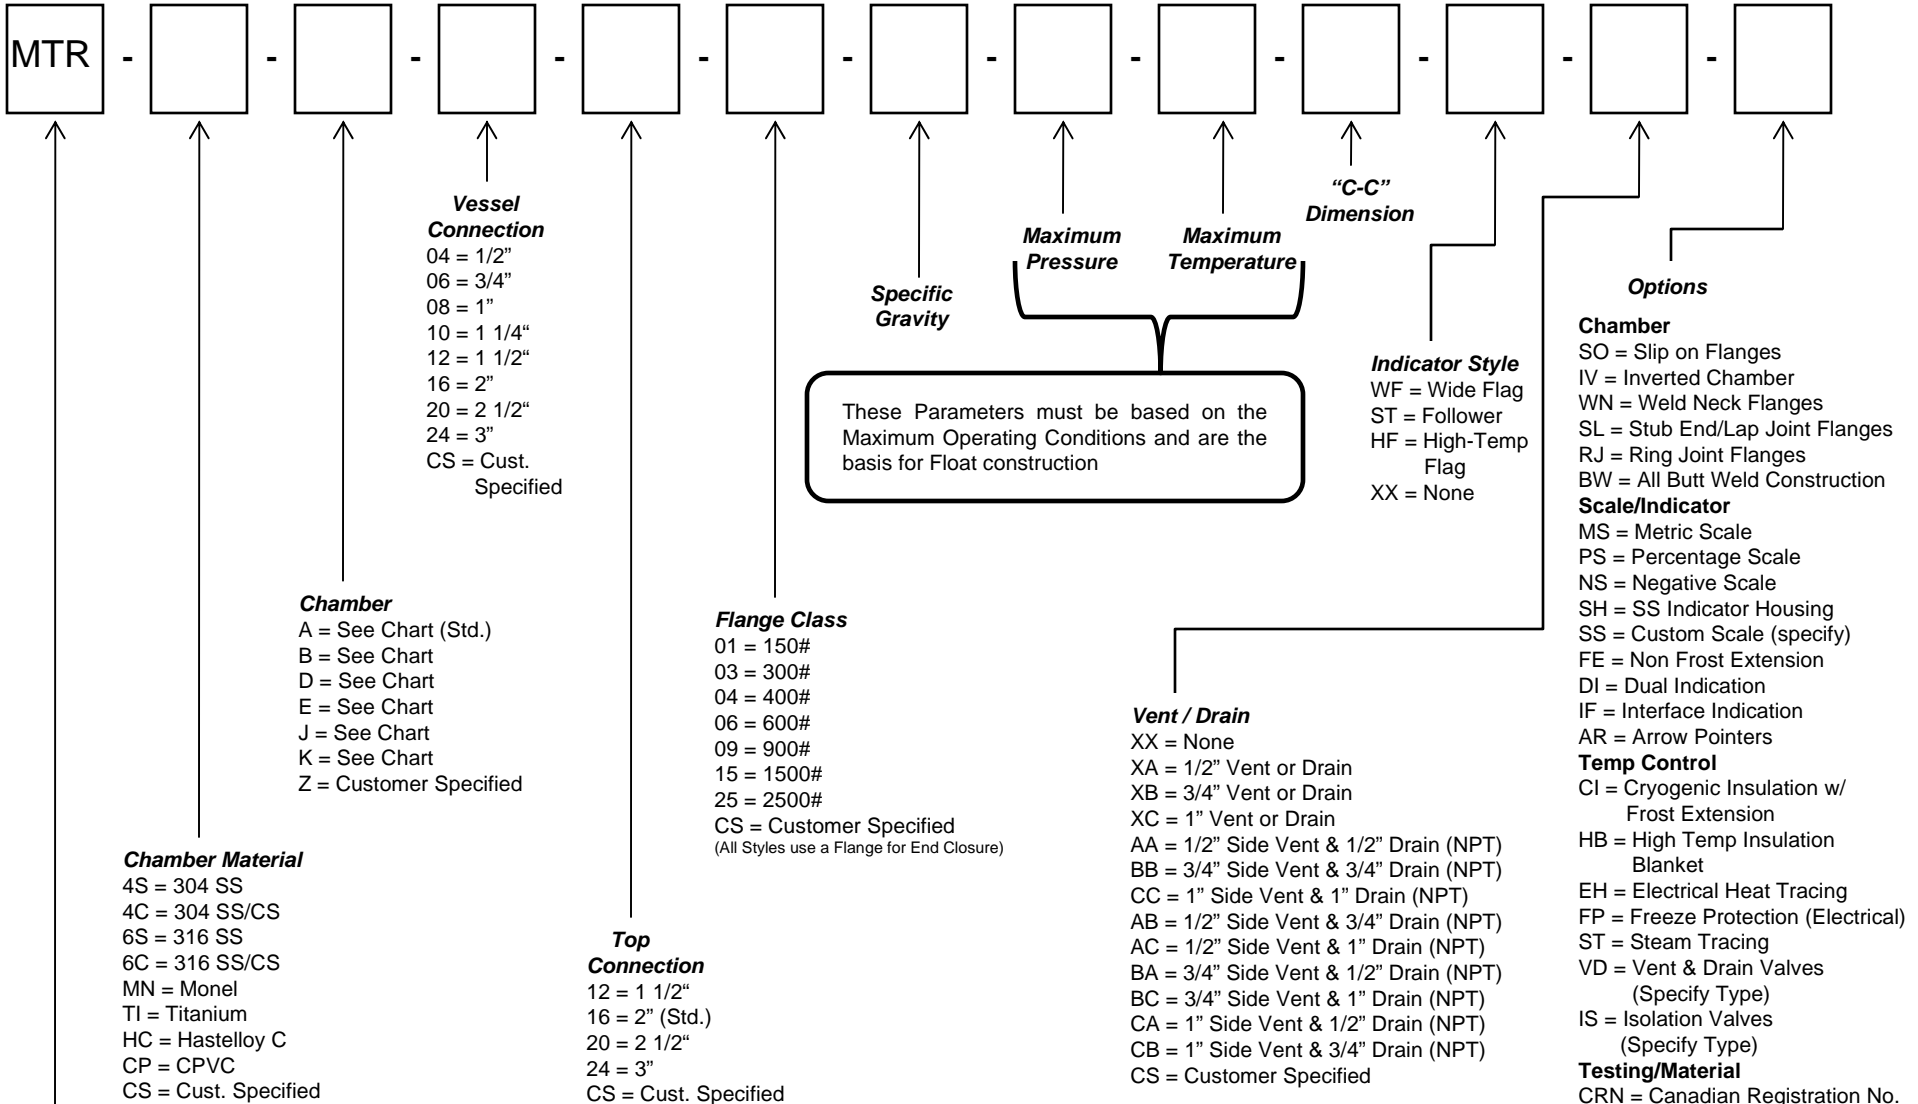 MTR - - - - - - - - - - - -
Vessel
Connection
04 = 1/2”
06 = 3/4”
08 = 1”
10 = 1 1/4“
12 = 1 1/2”
16 = 2”
20 = 2 1/2“
24 = 3”
CS = Cust.
Specified
Specific
Gravity
Maximum
Pressure
Maximum
Temperature
“C-C”
Dimension
These Parameters must be based on the
Maximum Operating Conditions and are the
basis for Float construction
Indicator Style
WF = Wide Flag
ST = Follower
HF = High-Temp
Flag
XX = None
Options
Chamber
SO = Slip on Flanges
IV = Inverted Chamber
WN = Weld Neck Flanges
SL = Stub End/Lap Joint Flanges
RJ = Ring Joint Flanges
BW = All Butt Weld Construction
Scale/Indicator
MS = Metric Scale
PS = Percentage Scale
NS = Negative Scale
SH = SS Indicator Housing
SS = Custom Scale (specify)
FE = Non Frost Extension
DI = Dual Indication
IF = Interface Indication
AR = Arrow Pointers
Temp Control
CI = Cryogenic Insulation w/
Frost Extension
HB = High Temp Insulation
Blanket
EH = Electrical Heat Tracing
FP = Freeze Protection (Electrical)
ST = Steam Tracing
VD = Vent & Drain Valves
(Specify Type)
IS = Isolation Valves
(Specify Type)
Testing/Material
CRN = Canadian Registration No.
Chamber
A = See Chart (Std.)
B = See Chart
D = See Chart
E = See Chart
J = See Chart
K = See Chart
Z = Customer Specified
Flange Class
01 = 150#
03 = 300#
04 = 400#
06 = 600#
09 = 900#
15 = 1500#
25 = 2500#
CS = Customer Specified
(All Styles use a Flange for End Closure)
Vent / Drain
XX = None
XA = 1/2” Vent or Drain
XB = 3/4” Vent or Drain
XC = 1” Vent or Drain
AA = 1/2” Side Vent & 1/2” Drain (NPT)
BB = 3/4” Side Vent & 3/4” Drain (NPT)
CC = 1” Side Vent & 1” Drain (NPT)
AB = 1/2” Side Vent & 3/4” Drain (NPT)
AC = 1/2” Side Vent & 1” Drain (NPT)
BA = 3/4” Side Vent & 1/2” Drain (NPT)
BC = 3/4” Side Vent & 1” Drain (NPT)
CA = 1” Side Vent & 1/2” Drain (NPT)
CB = 1” Side Vent & 3/4” Drain (NPT)
CS = Customer Specified
Chamber Material
4S = 304 SS
4C = 304 SS/CS
6S = 316 SS
6C = 316 SS/CS
MN = Monel
TI = Titanium
HC = Hastelloy C
CP = CPVC
CS = Cust. Specified
Top
Connection
12 = 1 1/2“
16 = 2” (Std.)
20 = 2 1/2“
24 = 3”
CS = Cust. Specified